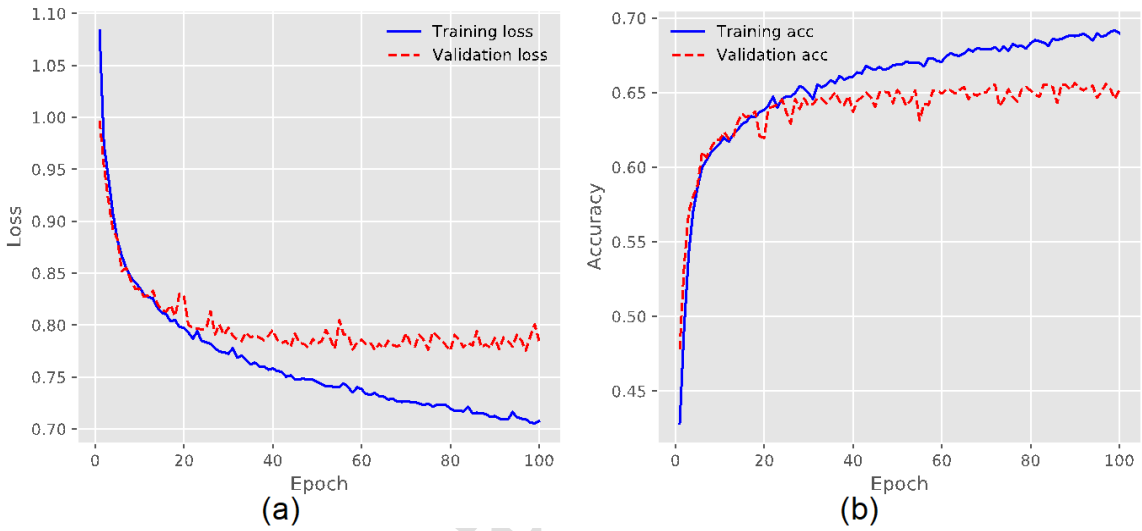 1.10
1.05
1.00
0.95
0.90
0.85
0.80
0.75
0.70
Loss
Training loss
Validation loss
0 20 40 60 80 100
Epoch
(a)
0.70
0.65
0.60
0.55
0.50
0.45
Accuracy
Training acc
Validation acc
0 20 40 60 80 100
Epoch
(b)